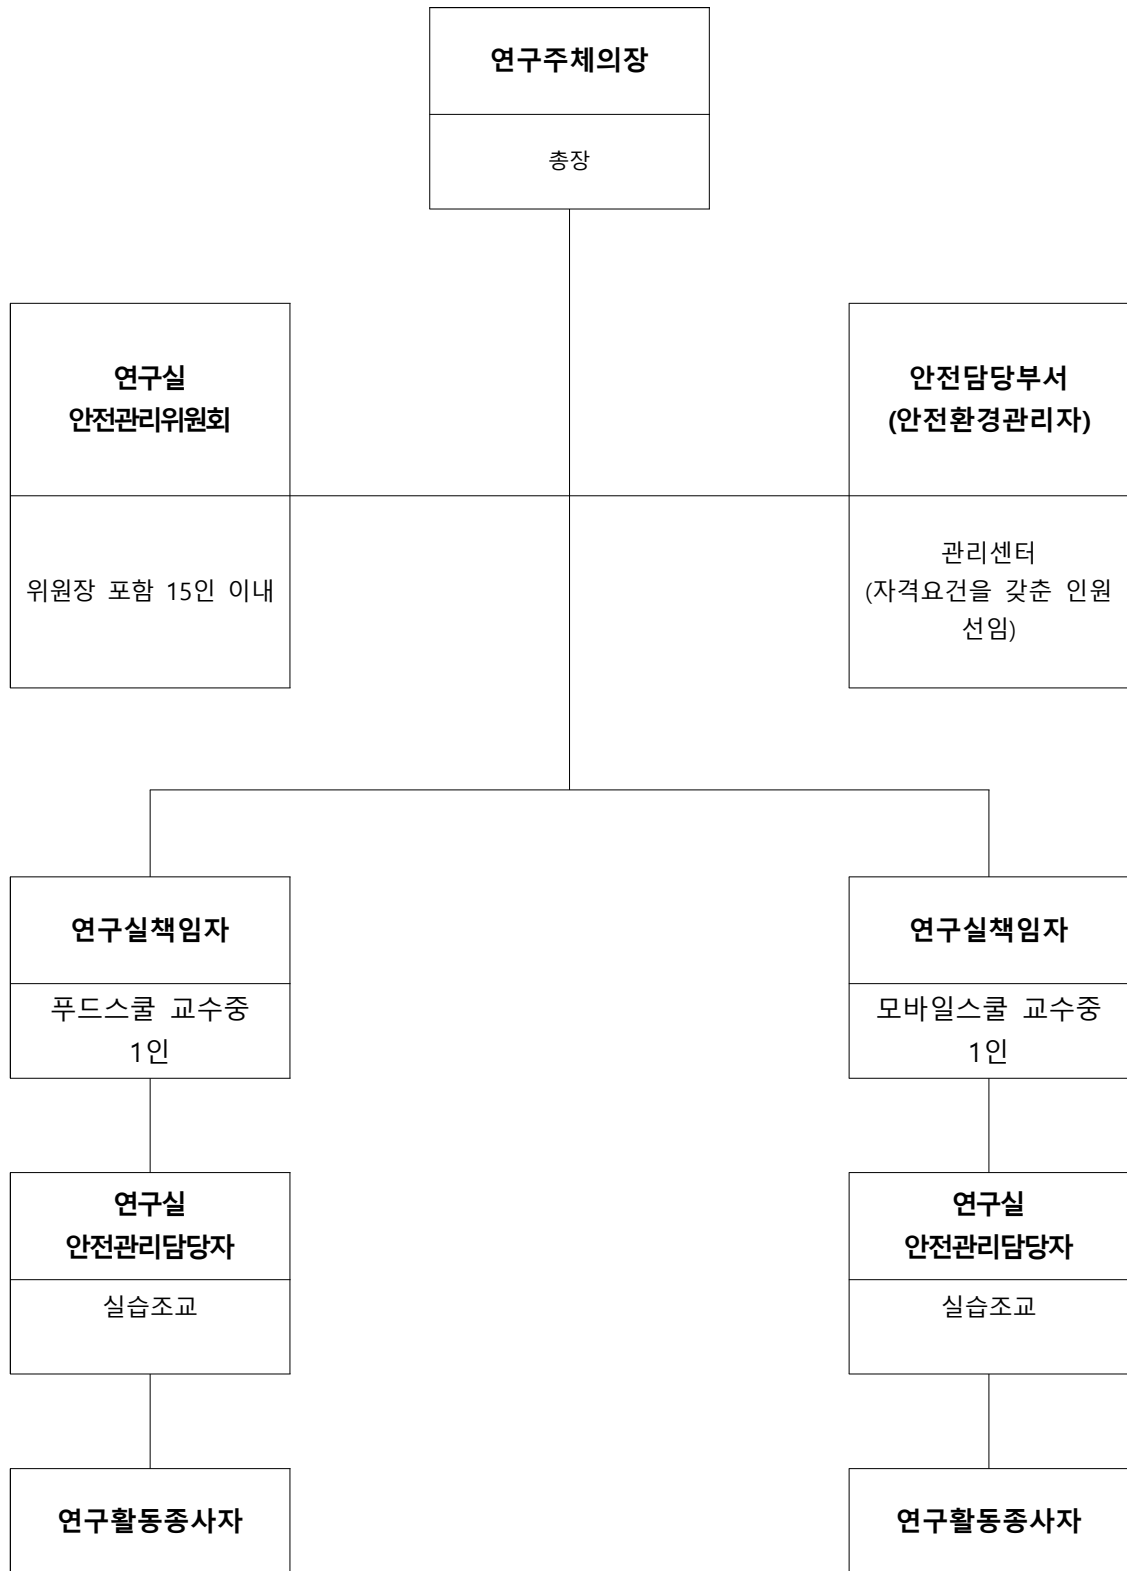 연구주체의장
총장
연구실
안전관리위원회
안전담당부서
(안전환경관리자)
위원장 포함 15인 이내
관리센터
(자격요건을 갖춘 인원
선임)
연구실책임자
연구실책임자
푸드스쿨 교수중
1인
모바일스쿨 교수중
1인
연구실
안전관리담당자
연구실
안전관리담당자
실습조교
실습조교
연구활동종사자
연구활동종사자